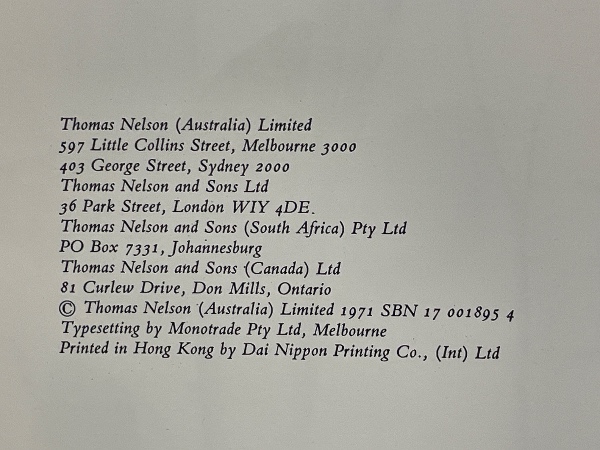 Thomas Nelson (Australia) Limited
597 Little Collins Street, Melbourne 3000
403 George Street, Sydney 2000
Thomas Nelson and Sons Ltd
36 Park Street, London WIY 4DE.
Thomas Nelson and Sons (South Africa) Pty Ltd
PO Box 7331, Johannesburg
Thomas Nelson and Sons (Canada) Ltd
81 Curlew Drive, Don Mills, Ontario
© Thomas Nelson (Australia) Limited 1971 SBN 17 001895 4
Typesetting by Monotrade Pty Ltd, Melbourne
Printed in Hong Kong by Dai Nippon Printing Co., (Int) Ltd